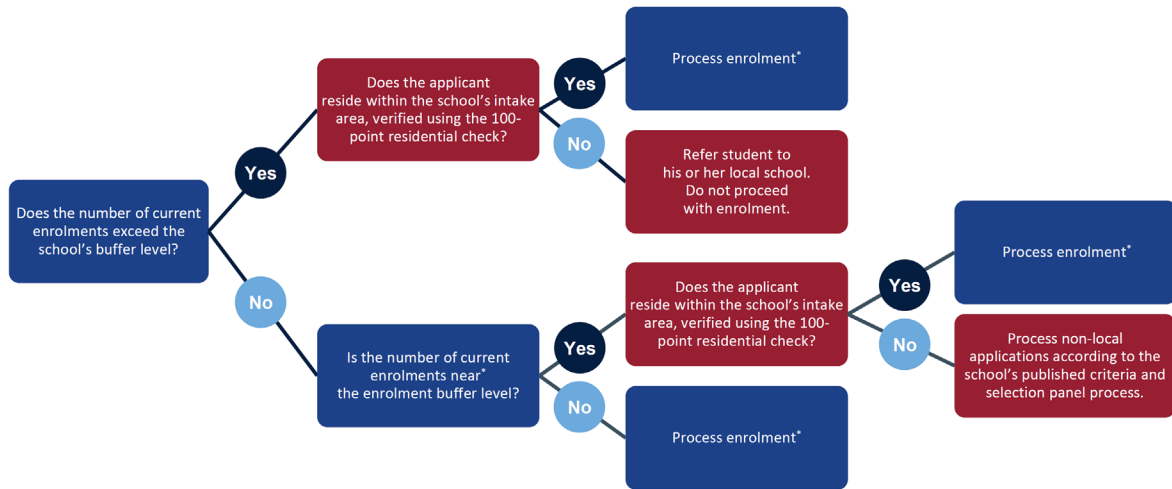 Does the number of current
enrolments exceed the
school's buffer level?
Yes
No
Does the applicant
reside within the school's intake
area, verified using the 100-
point residential check?
Yes
No
Process enrolment*
Refer student to
his or her local school.
Do not proceed
with enrolment.
Is the number of current
enrolments near*
the enrolment buffer level?
Yes
No
Does the applicant
reside within the school's intake
area, verified using the 100-
point residential check?
Yes
No
Process enrolment*
Process non-local
applications according to the
school's published criteria and
selection panel process.
Process enrolment*